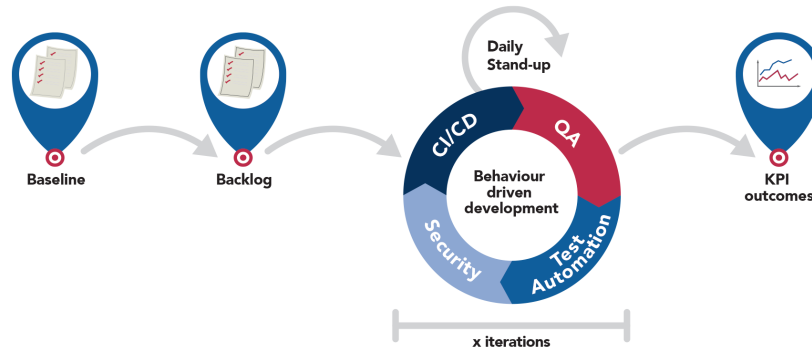 Daily
Stand-up
CI/CD
QA
Baseline
Backlog
Behaviour
driven
development
KPI
outcomes
Security
Test
Automation
x iterations